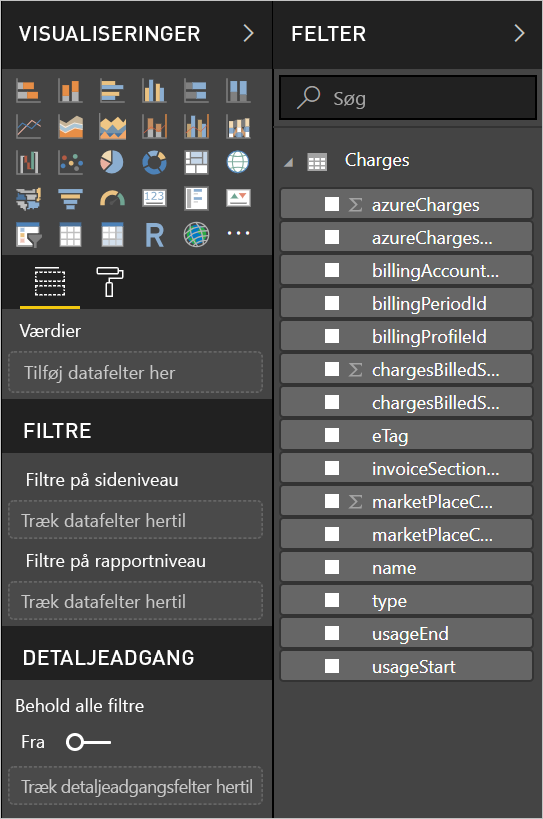 VISUALISERINGER
123
R
Værdier
Tilføj datafelter her
FILTRE
Filtre på sideniveau
Træk datafelter hertil
Filtre på rapportniveau
Træk datafelter hertil
DETALJEADGANG
Behold alle filtre
Fra
Træk detaljeadgangsfelter hertil
FELTER
Søg
Charges
Σ azureCharges
azureCharges...
billingAccount...
billingPeriodId
billingProfileId
Σ chargesBilledS...
chargesBilledS...
eTag
invoiceSection...
Σ marketPlaceC...
marketPlaceC...
name
type
usageEnd
usageStart